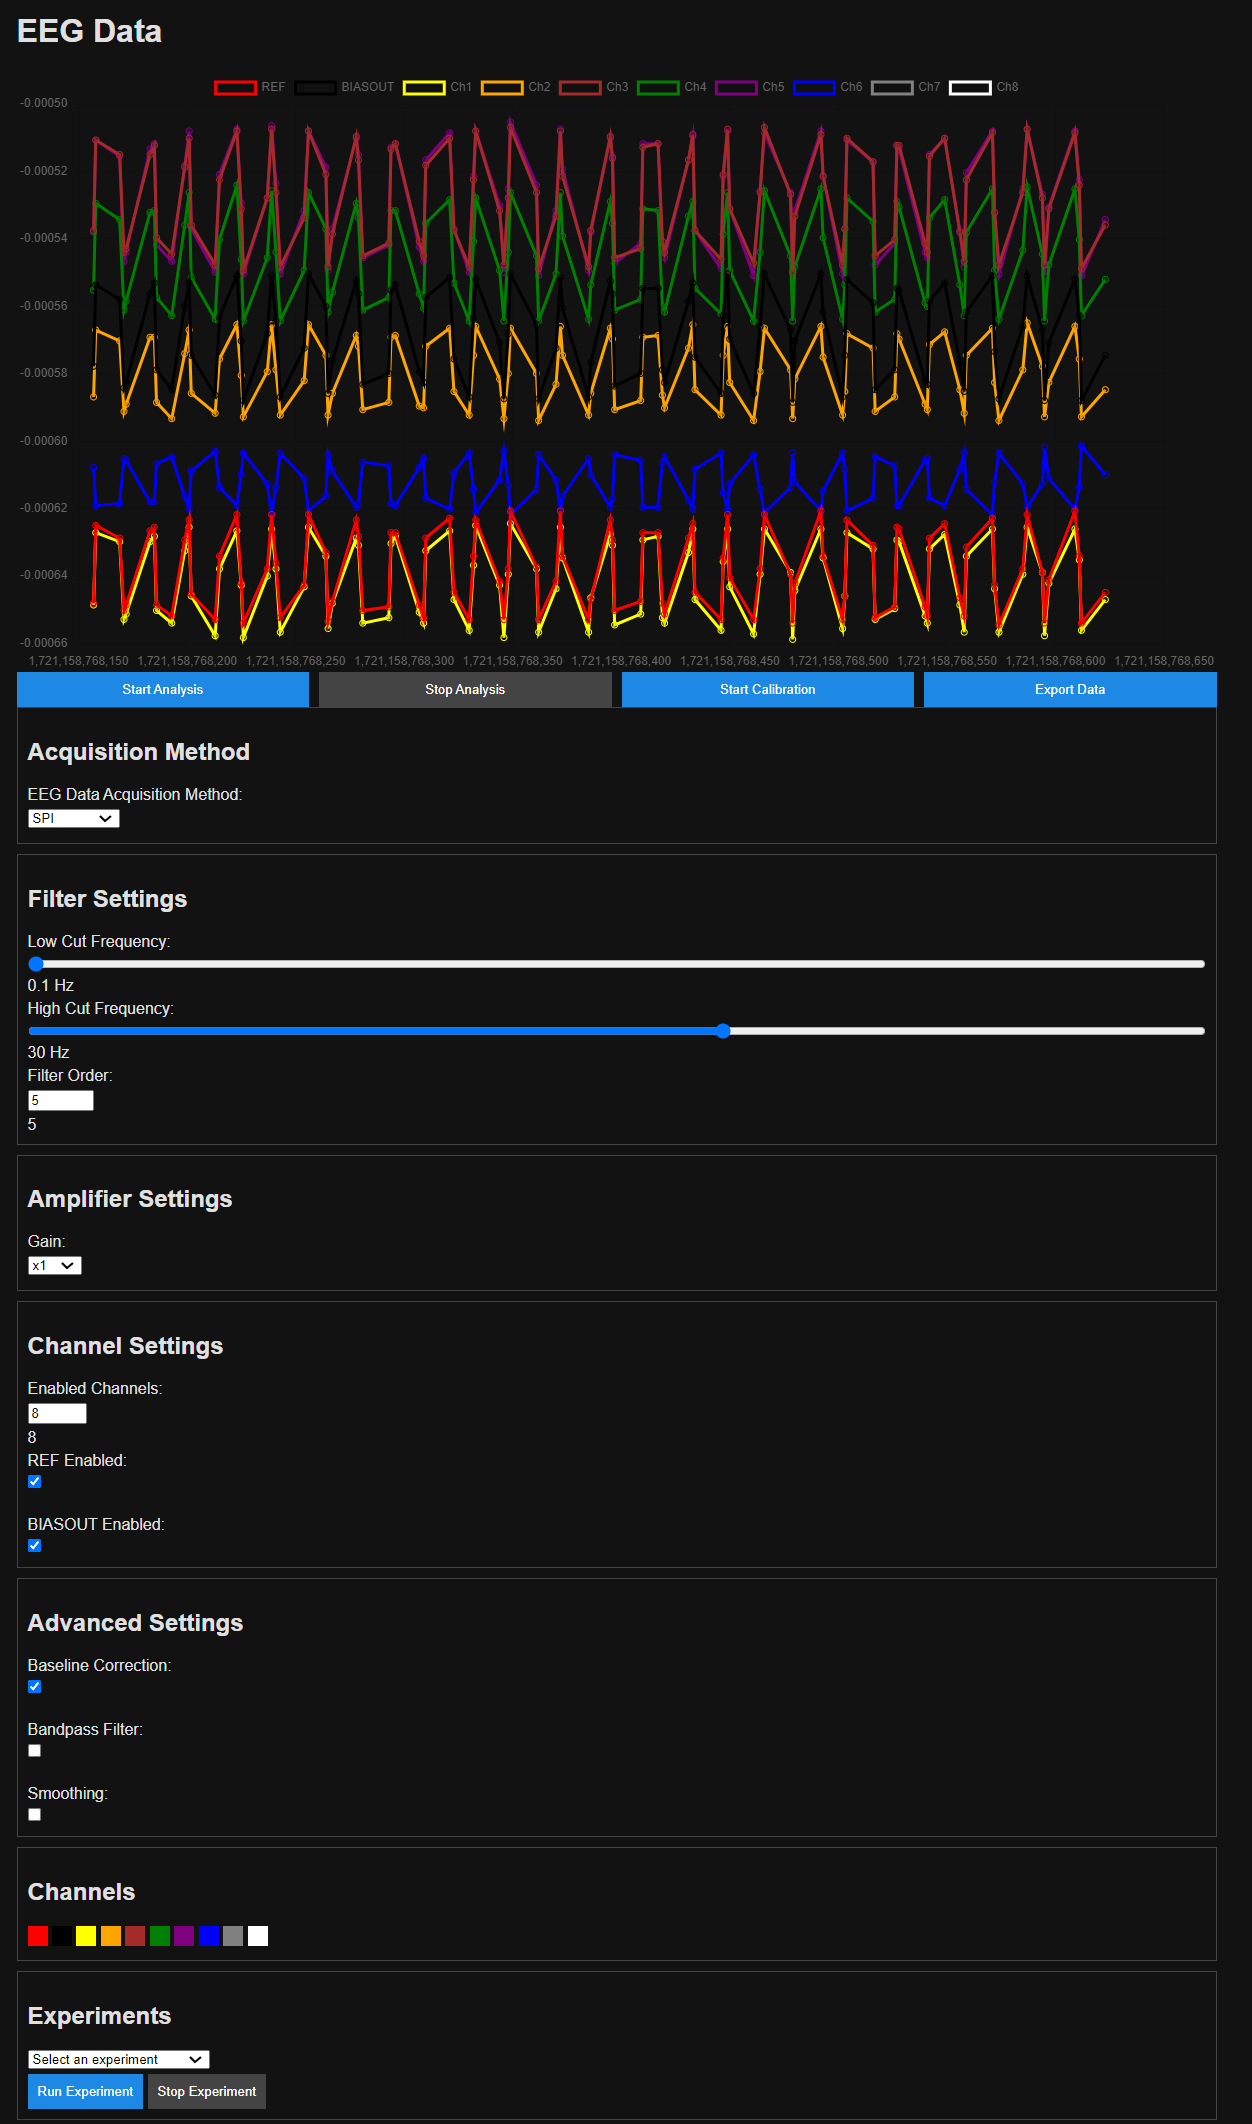 EEG Data
REF BIASOUT Ch1 Ch2 Ch3 Ch4 Ch5 Ch6 Ch7 Ch8
-0.00050
-0.00052
-0.00054
-0.00056
-0.00058
-0.00060
-0.00062
-0.00064
-0.00066
1,721,158,768,150 1,721,158,768,200 1,721,158,768,250 1,721,158,768,300 1,721,158,768,350 1,721,158,768,400 1,721,158,768,450 1,721,158,768,500 1,721,158,768,550 1,721,158,768,600 1,721,158,768,650
Start Analysis Stop Analysis Start Calibration Export Data
Acquisition Method
EEG Data Acquisition Method:
SPI
Filter Settings
Low Cut Frequency:
0.1 Hz
High Cut Frequency:
30 Hz
Filter Order:
5
5
Amplifier Settings
Gain:
x1
Channel Settings
Enabled Channels:
8
8
REF Enabled:
BIASOUT Enabled:
Advanced Settings
Baseline Correction:
Bandpass Filter:
Smoothing:
Channels
Experiments
Select an experiment
Run Experiment Stop Experiment